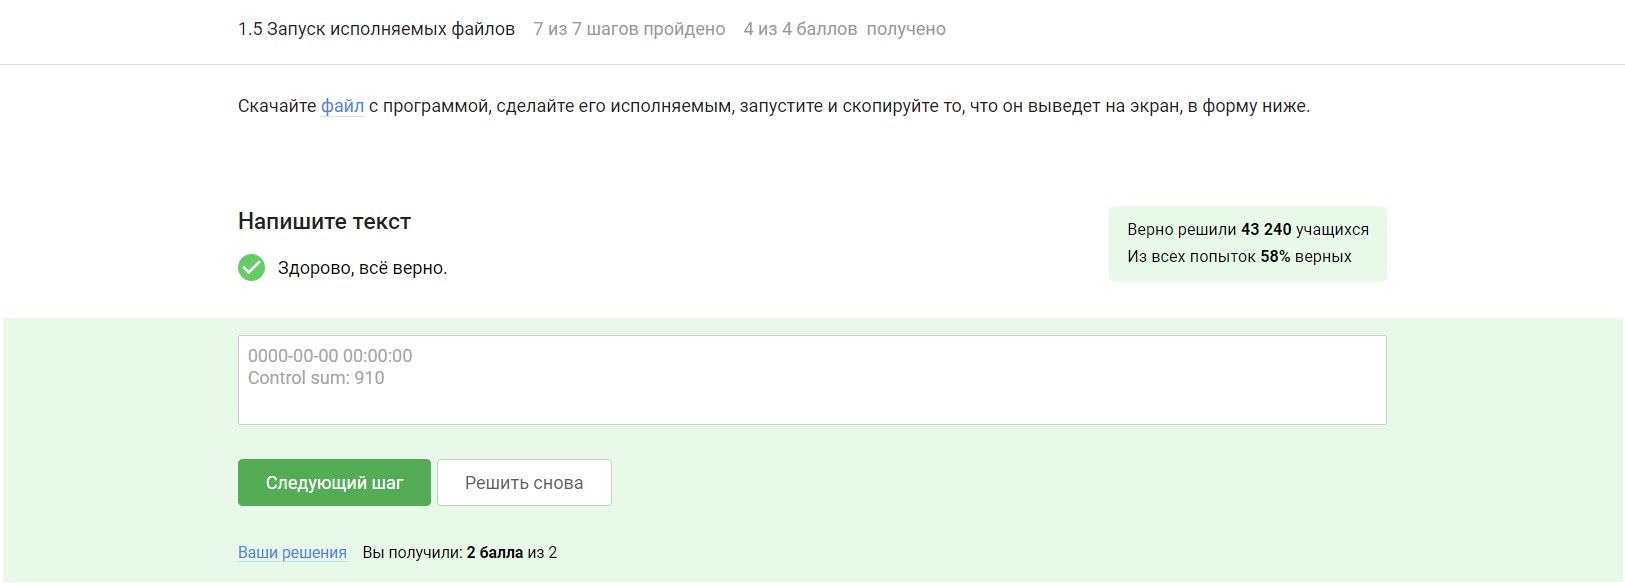 1.5 Запуск исполняемых файлов 7 из 7 шагов пройдено 4 из 4 баллов получено
Скачайте файл с программой, сделайте его исполняемым, запустите и скопируйте то, что он выведет на экран, в форму ниже.
Напишите текст
Здорово, всё верно.
Верно решили 43 240 учащихся
Из всех попыток 58% верных
0000-00-00 00:00:00
Control sum: 910
Следующий шаг Решить снова
Ваши решения Вы получили: 2 балла из 2